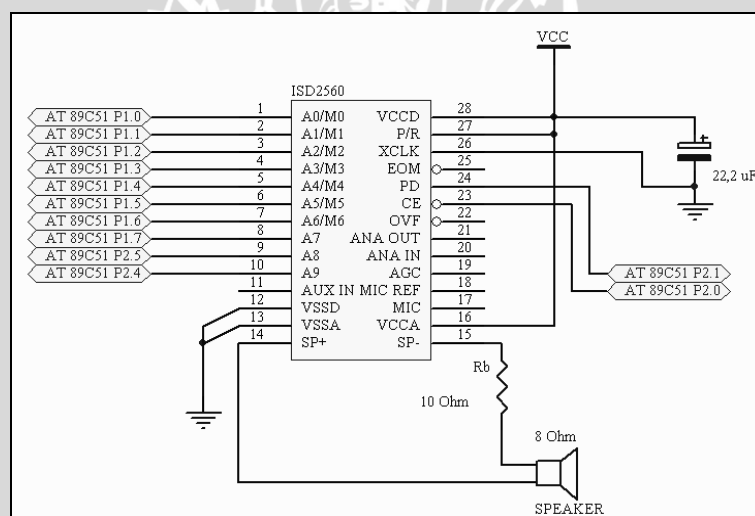 VCC
ISD2560
AT 89C51 P1.0 1 A0/M0 VCCD 28
AT 89C51 P1.1 2 A1/M1 P/R 27
AT 89C51 P1.2 3 A2/M2 XCLK 26
AT 89C51 P1.3 4 A3/M3 EOM 25
AT 89C51 P1.4 5 A4/M4 PD 24
AT 89C51 P1.5 6 A5/M5 CE 23
AT 89C51 P1.6 7 A6/M6 OVF 22
AT 89C51 P1.7 8 A7 ANA OUT 21
AT 89C51 P2.5 9 A8 ANA IN 20
AT 89C51 P2.4 10 A9 AGC 19
11 AUX IN MIC REF 18
12 VSSD MIC 17
13 VSSA VCCA 16
14 SP+ SP- 15
+
22,2 uF
AT 89C51 P2.1
AT 89C51 P2.0
Rb
10 Ohm
8 Ohm
SPEAKER